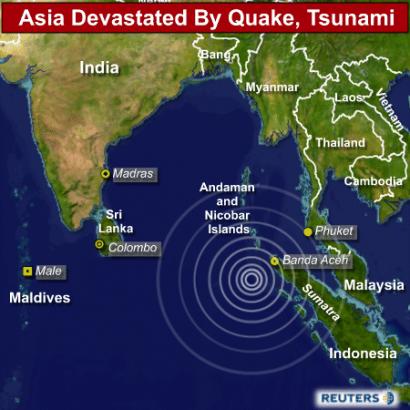 Asia Devastated By Quake, Tsunami
India
Bang.
Myanmar
Laos
Vietnam
Thailand
Cambodia
Madras
Andaman
and
Nicobar
Islands
Sri
Lanka
Colombo
Phuket
Banda Aceh
Male
Maldives
Sumatra
Malaysia
Indonesia
REUTERS